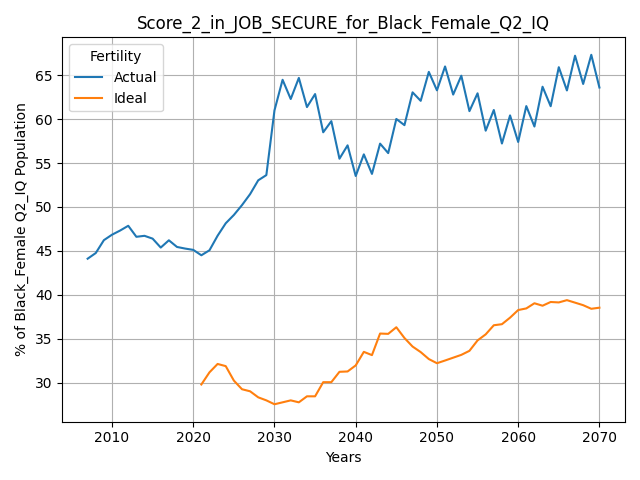 Score_2_in_JOB_SECURE_for_Black_Female_Q2_IQ
Fertility
Actual
Ideal
% of Black_Female Q2_IQ Population
65
60
55
50
45
40
35
30
2010 2020 2030 2040 2050 2060 2070
Years